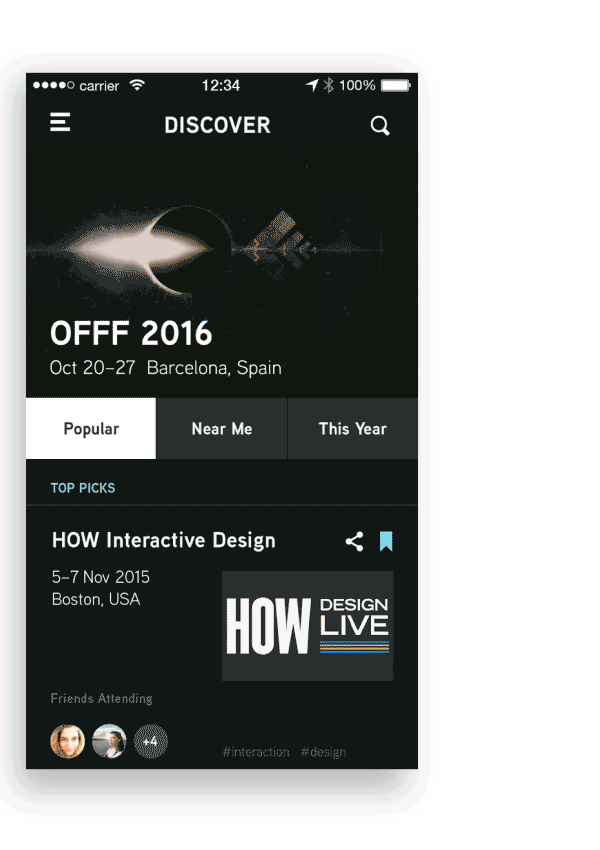 carrier 12:34 100%
DISCOVER
OFFF 2016
Oct 20–27 Barcelona, Spain
Popular Near Me This Year
TOP PICKS
HOW Interactive Design
5–7 Nov 2015
Boston, USA
HOW DESIGN
LIVE
Friends Attending
+4
#interaction #design